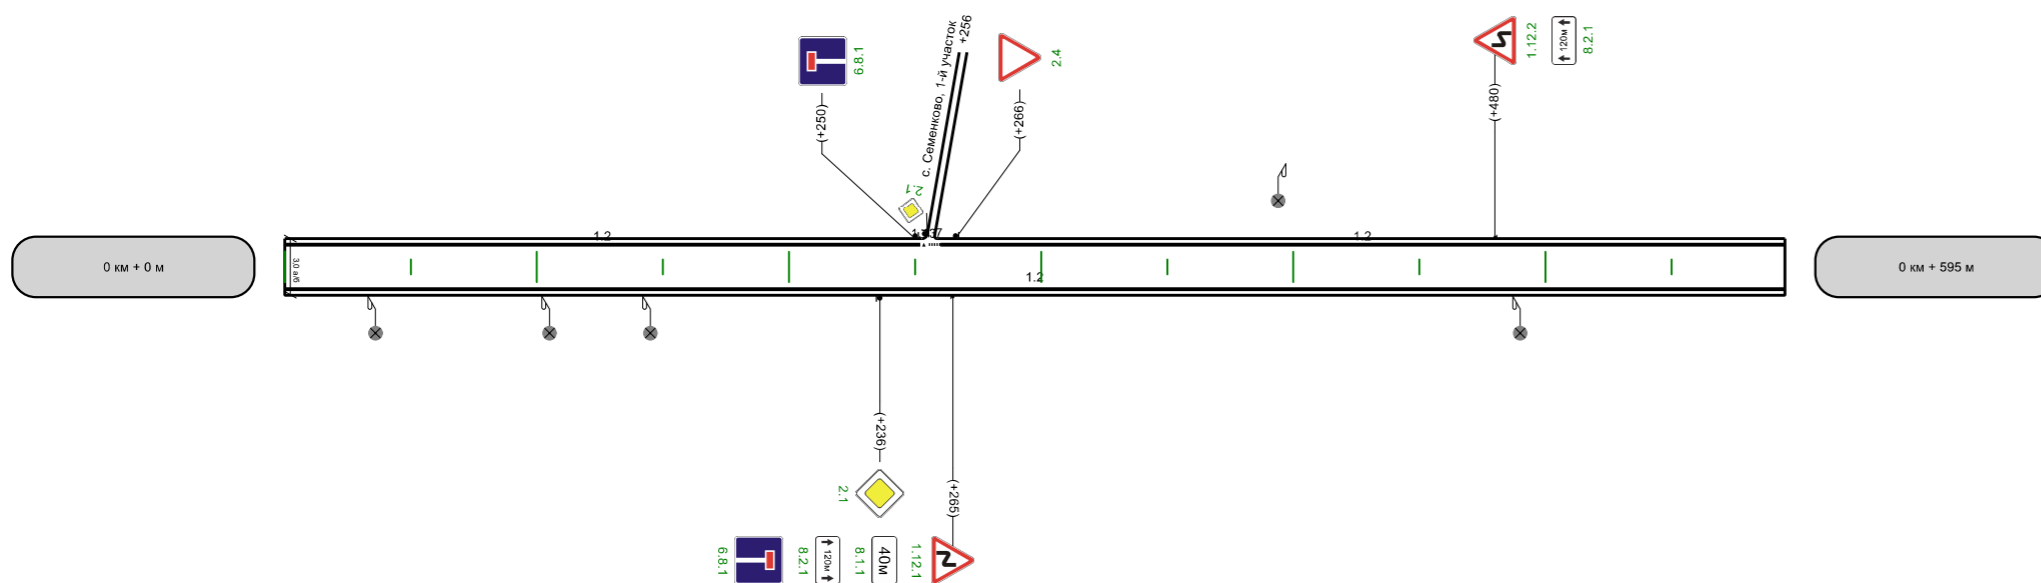 6.8.1
(+250)
с. Семенково, 1-й участок
+256
2.4
(+266)
1.12.2
120м
8.2.1
(+480)
2.1
1.2
1.2
0 км + 0 м
3.0 а/б
1.2
0 км + 595 м
(+236)
2.1
(+265)
6.8.1
8.2.1
120м
8.1.1
40м
1.12.1